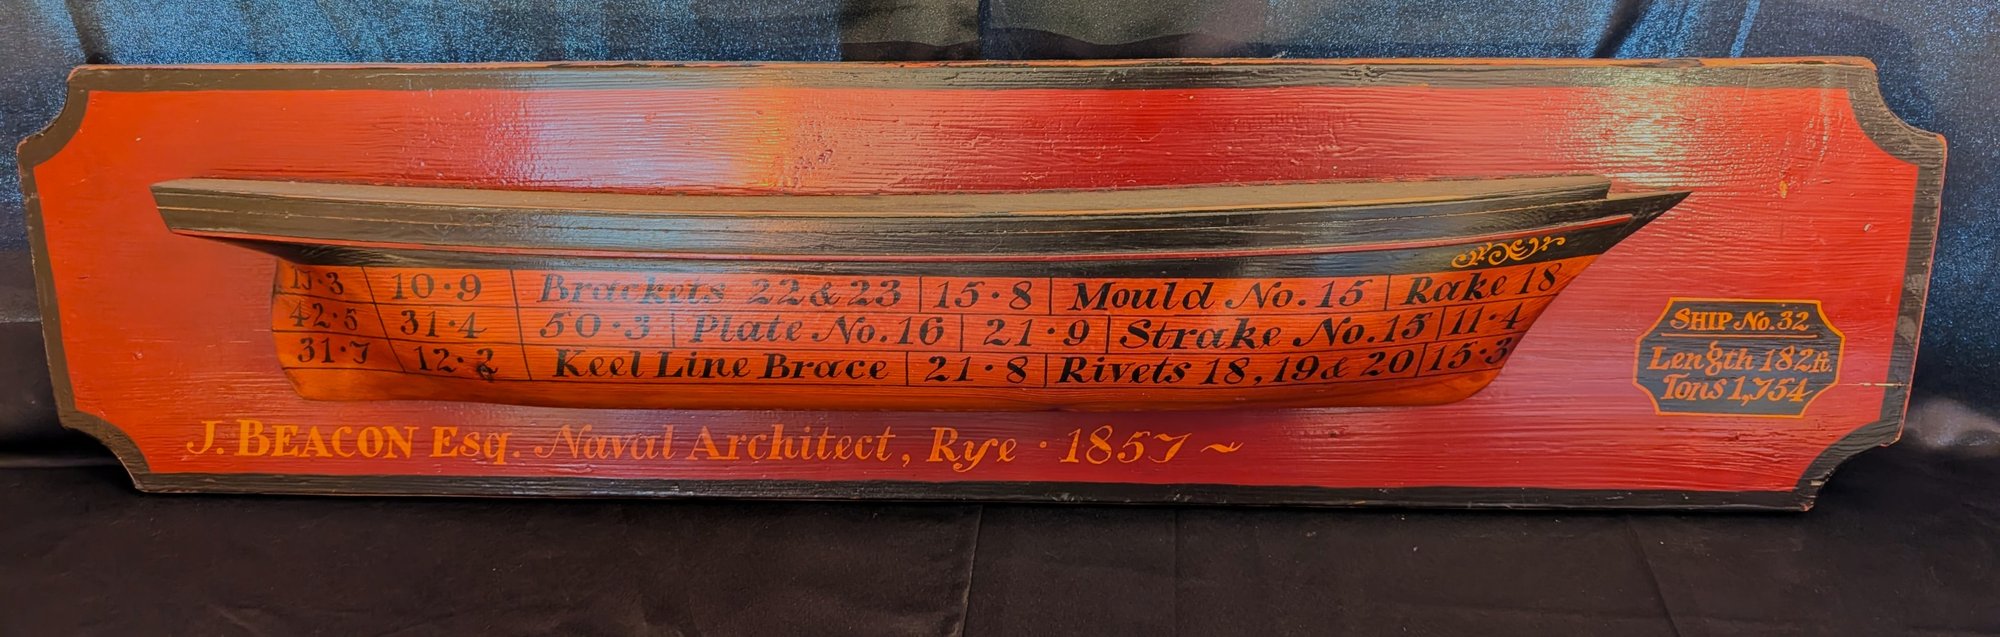 15·3 10·9 Brackets 22 & 23 15·8 Mould No. 15 Rake 18
42·5 31·4 50·3 Plate No. 16 21·9 Strake No. 15 11·4
31·7 12·2 Keel Line Brace 21·8 Rivets 18, 19 & 20 15·3
SHIP No. 32
Length 182ft.
Tons 1,754
J. BEACON Esq. Naval Architect, Rye · 1857 ~